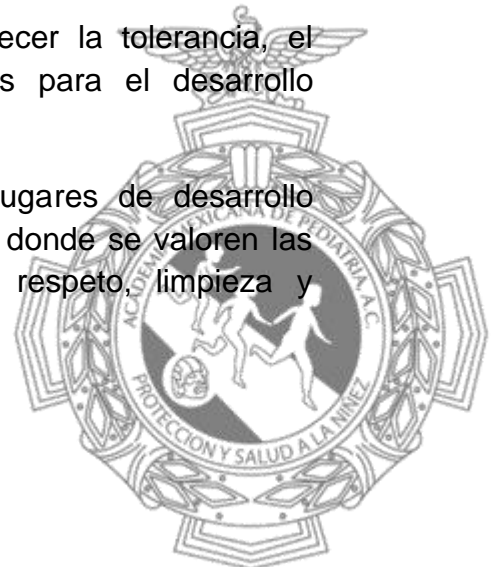 ecer la tolerancia, el
s para el desarrollo
ugares de desarrollo
donde se valoren las
respeto, limpieza y
ACADEMIA MEXICANA DE PEDIATRIA, A.C.
PROTECCION Y SALUD A LA NIÑEZ